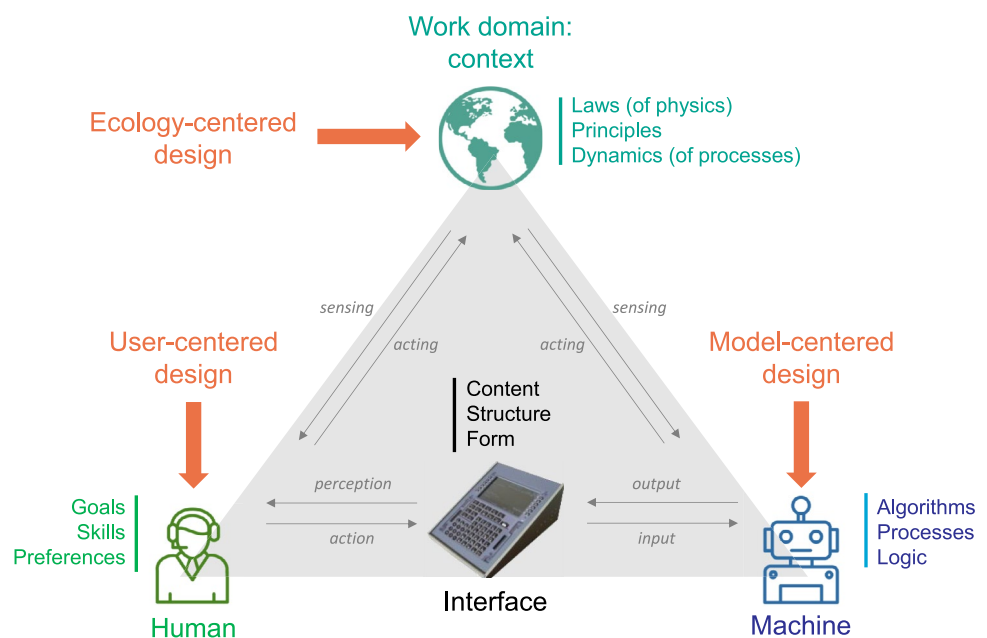 Work domain:
context
Ecology-centered
design
Laws (of physics)
Principles
Dynamics (of processes)
sensing
acting
sensing
acting
User-centered
design
Model-centered
design
Content
Structure
Form
Goals
Skills
Preferences
perception
action
output
input
Algorithms
Processes
Logic
Human
Interface
Machine